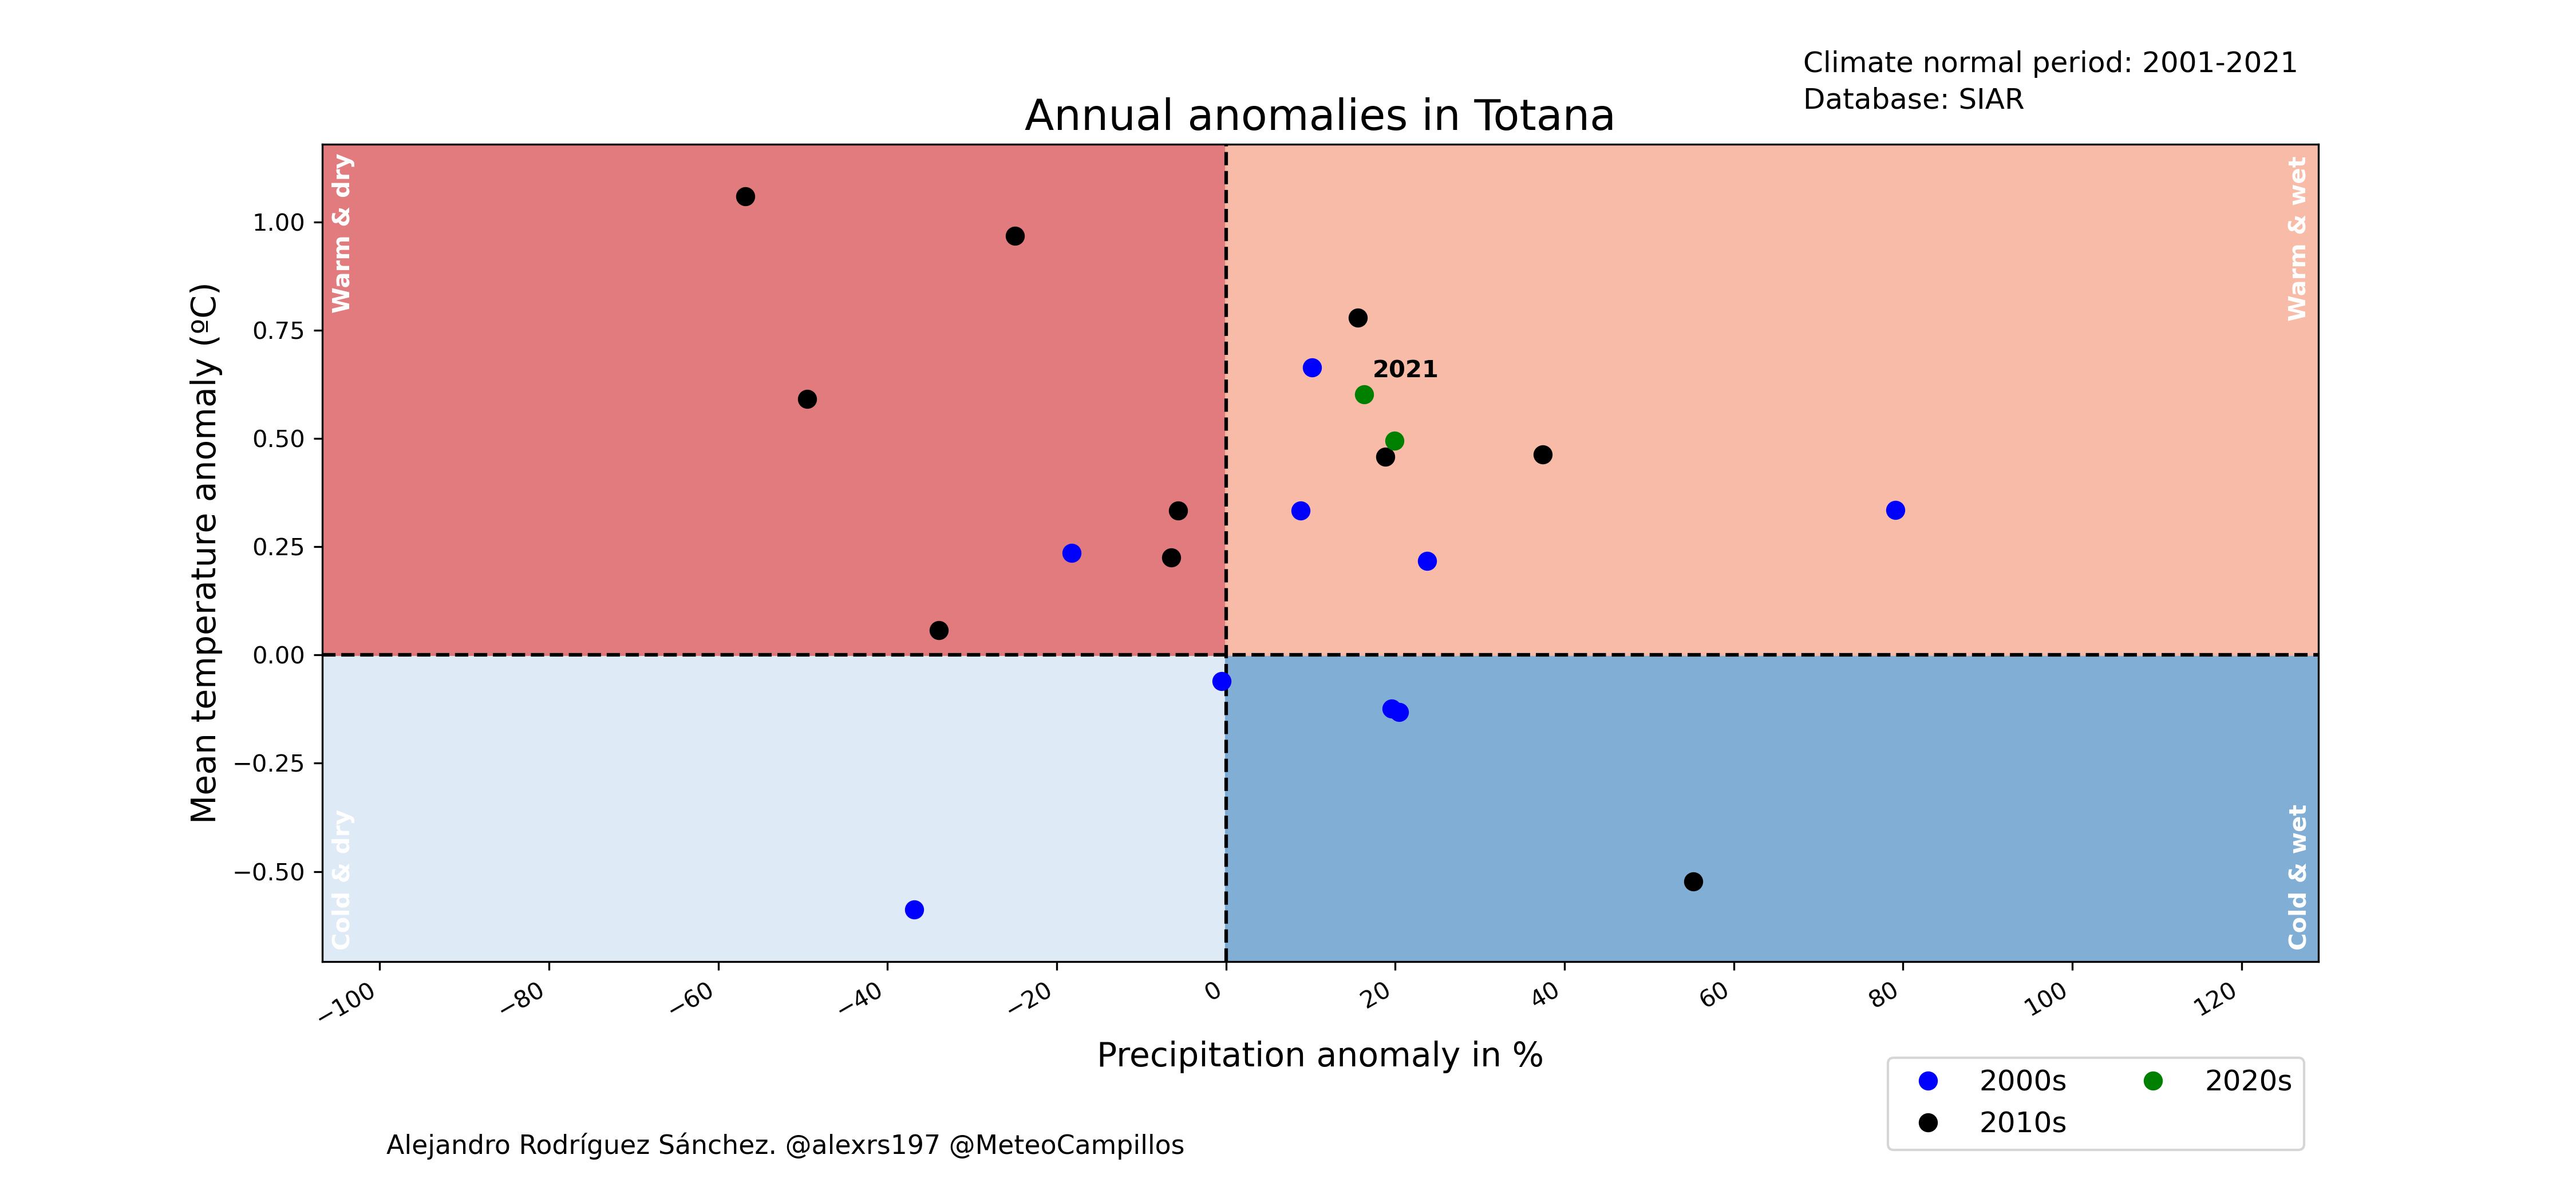 Climate normal period: 2001-2021
Database: SIAR
Annual anomalies in Totana
Warm & dry
Warm & wet
Mean temperature anomaly (ºC)
1.00
0.75
0.50
0.25
0.00
−0.25
−0.50
2021
Cold & dry
Cold & wet
−100
−80
−60
−40
−20
0
20
40
60
80
100
120
Precipitation anomaly in %
2000s
2010s
2020s
Alejandro Rodríguez Sánchez. @alexrs197 @MeteoCampillos